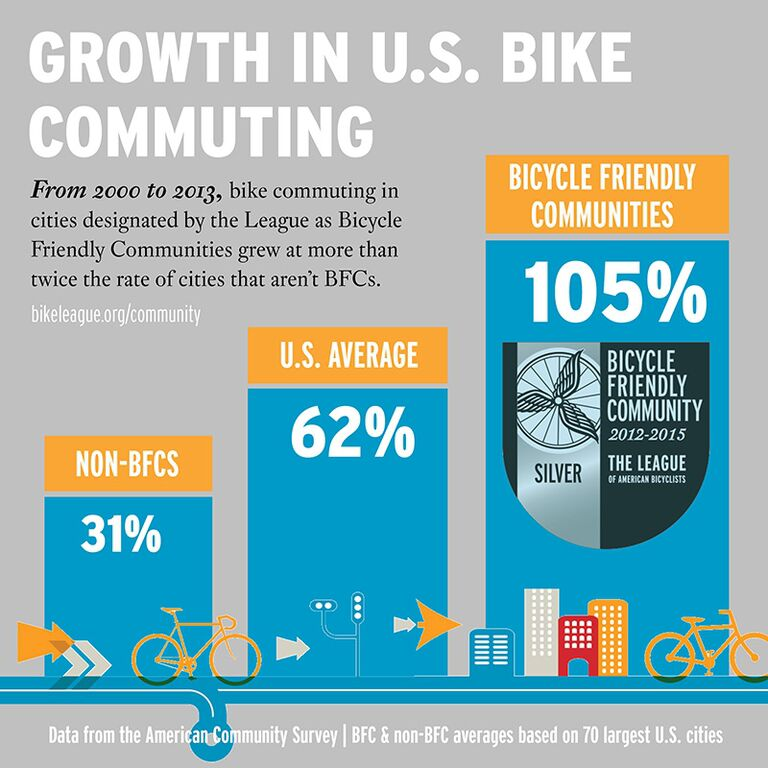 GROWTH IN U.S. BIKE
COMMUTING
From 2000 to 2013, bike commuting in
cities designated by the League as Bicycle
Friendly Communities grew at more than
twice the rate of cities that aren't BFCs.
bikeleague.org/community
NON-BFCS
31%
U.S. AVERAGE
62%
BICYCLE FRIENDLY
COMMUNITIES
105%
BICYCLE
FRIENDLY
COMMUNITY
2012-2015
SILVER
THE LEAGUE
OF AMERICAN BICYCLISTS
Data from the American Community Survey | BFC & non-BFC averages based on 70 largest U.S. cities